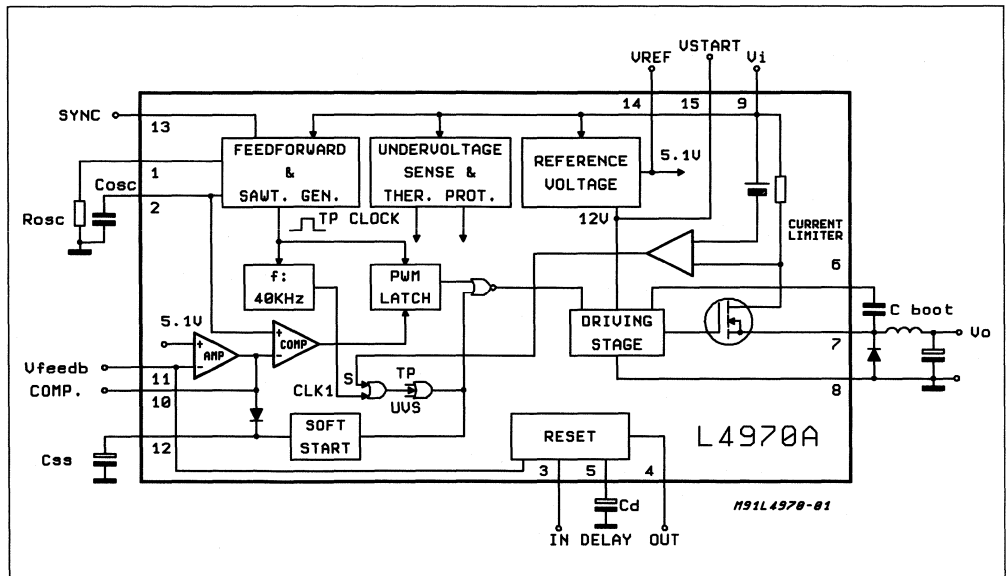 VREF VSTART Vi
14 15 9
SYNC 13
FEEDFORWARD
&
SAWT. GEN.
UNDERVOLTAGE
SENSE &
THER. PROT.
REFERENCE
VOLTAGE
5.1V
1
Cosc
2
Rosc
TP CLOCK
12V
CURRENT
LIMITER
6
f:
40KHz
PWM
LATCH
C boot
5.1V
+
AMP
-
+
COMP
-
DRIVING
STAGE
7
Vo
Vfeedb
11
COMP.
10
S
TP
CLK1
UVS
8
12
SOFT
START
RESET
L4970A
Css
3 5 4
Cd
M91L4970-01
IN DELAY OUT